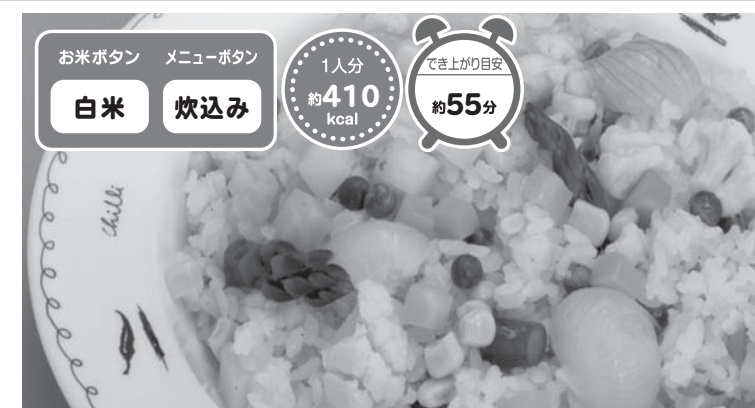 お米ボタン メニューボタン
白米 炊込み
1人分
約410
kcal
でき上がり目安
約55分
chilli